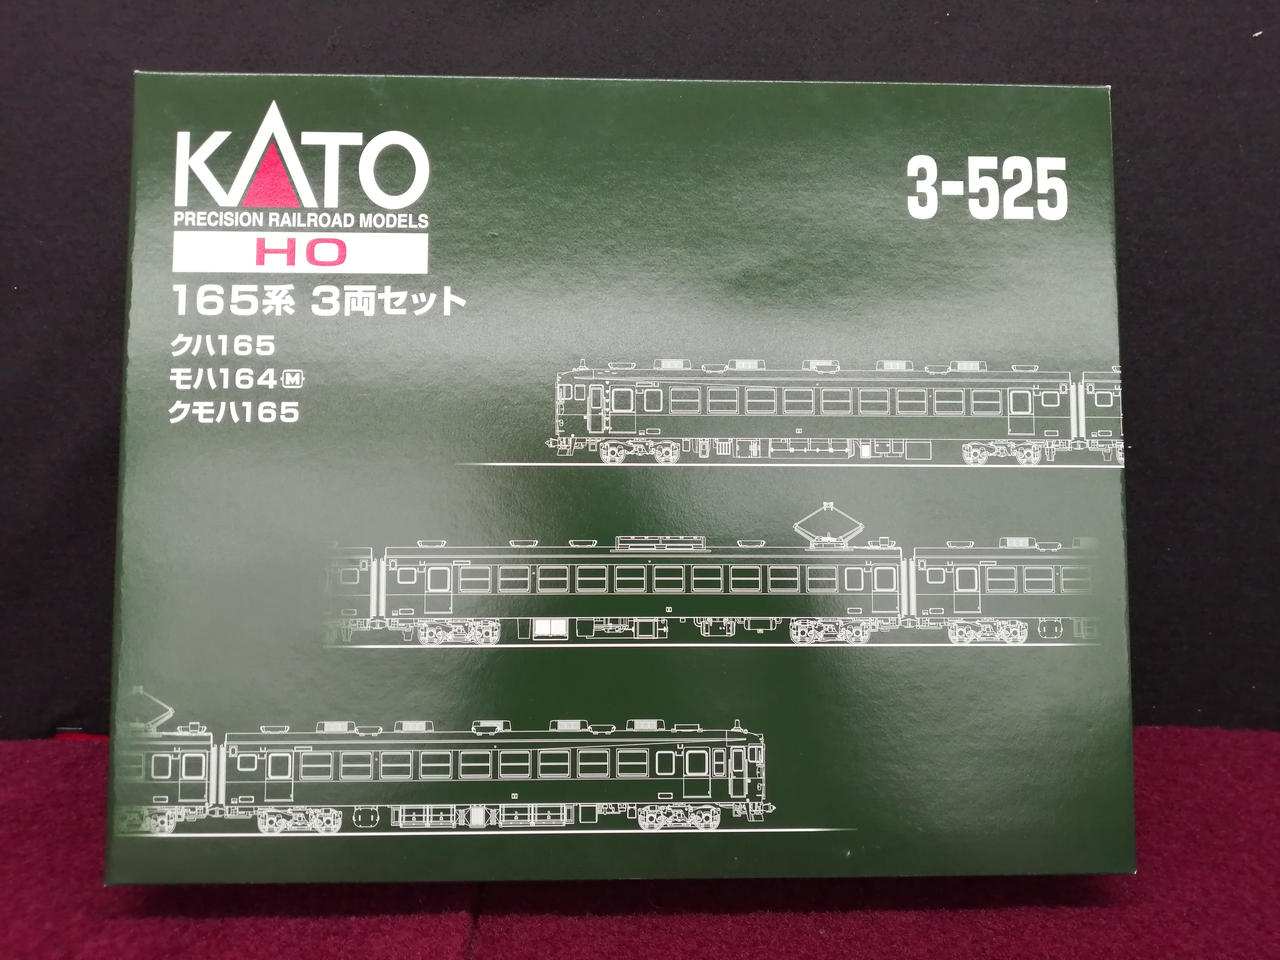 KATO
PRECISION RAILROAD MODELS
HO
3-525
165系 3両セット
クハ165
モハ164 M
クモハ165